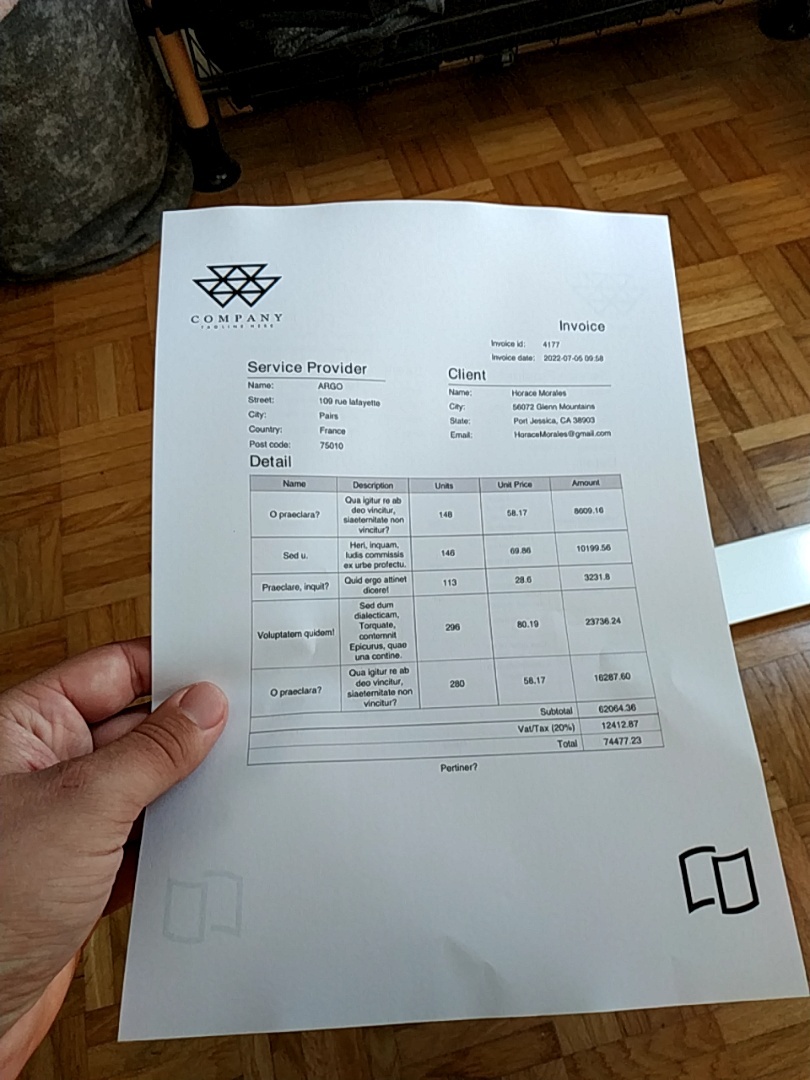 COMPANY
TAGLINE HERE
Invoice
Invoice id: 4177
Invoice date: 2022-07-06 09:58
Service Provider
Name: ARGO
Street: 109 rue lafayette
City: Pairs
Country: France
Post code: 75010
Client
Name: Horace Morales
City: 56072 Glenn Mountains
State: Port Jessica, CA 38903
Email: HoraceMorales@gmail.com
Detail
Name Description Units Unit Price Amount
O praeclara? Qua igitur re ab deo vincitur, siaeternitate non vincitur? 148 58.17 8609.16
Sed u. Heri, inquam, ludis commissis ex urbe profectu. 146 69.86 10199.56
Praeclare, inquit? Quid ergo attinet dicere! 113 28.6 3231.8
Voluptatem quidem! Sed dum dialecticam, Torquate, contemnit Epicurus, quae una contine. 296 80.19 23736.24
O praeclara? Qua igitur re ab deo vincitur, siaeternitate non vincitur? 280 58.17 16287.60
Subtotal 62064.36
Vat/Tax (20%) 12412.87
Total 74477.23
Pertiner?